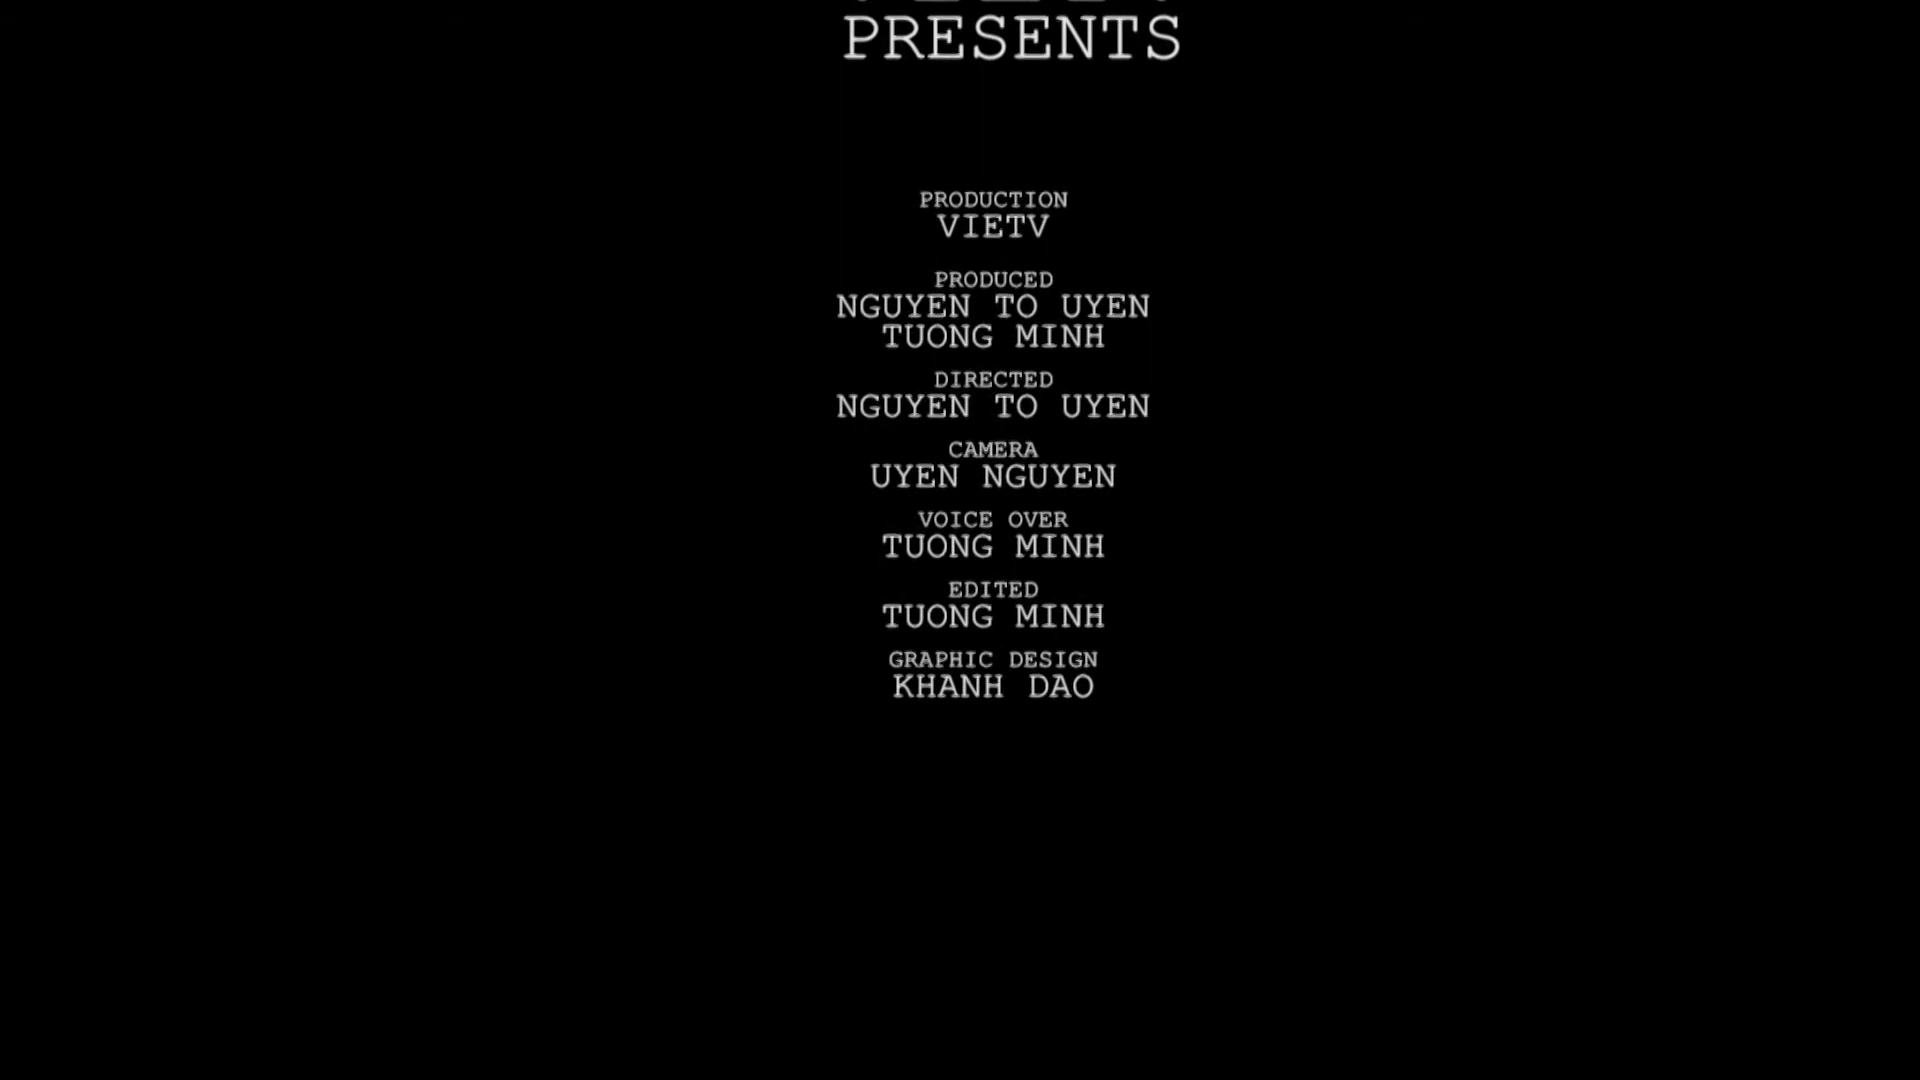 PRESENTS
PRODUCTION
VIETV
PRODUCED
NGUYEN TO UYEN
TUONG MINH
DIRECTED
NGUYEN TO UYEN
CAMERA
UYEN NGUYEN
VOICE OVER
TUONG MINH
EDITED
TUONG MINH
GRAPHIC DESIGN
KHANH DAO